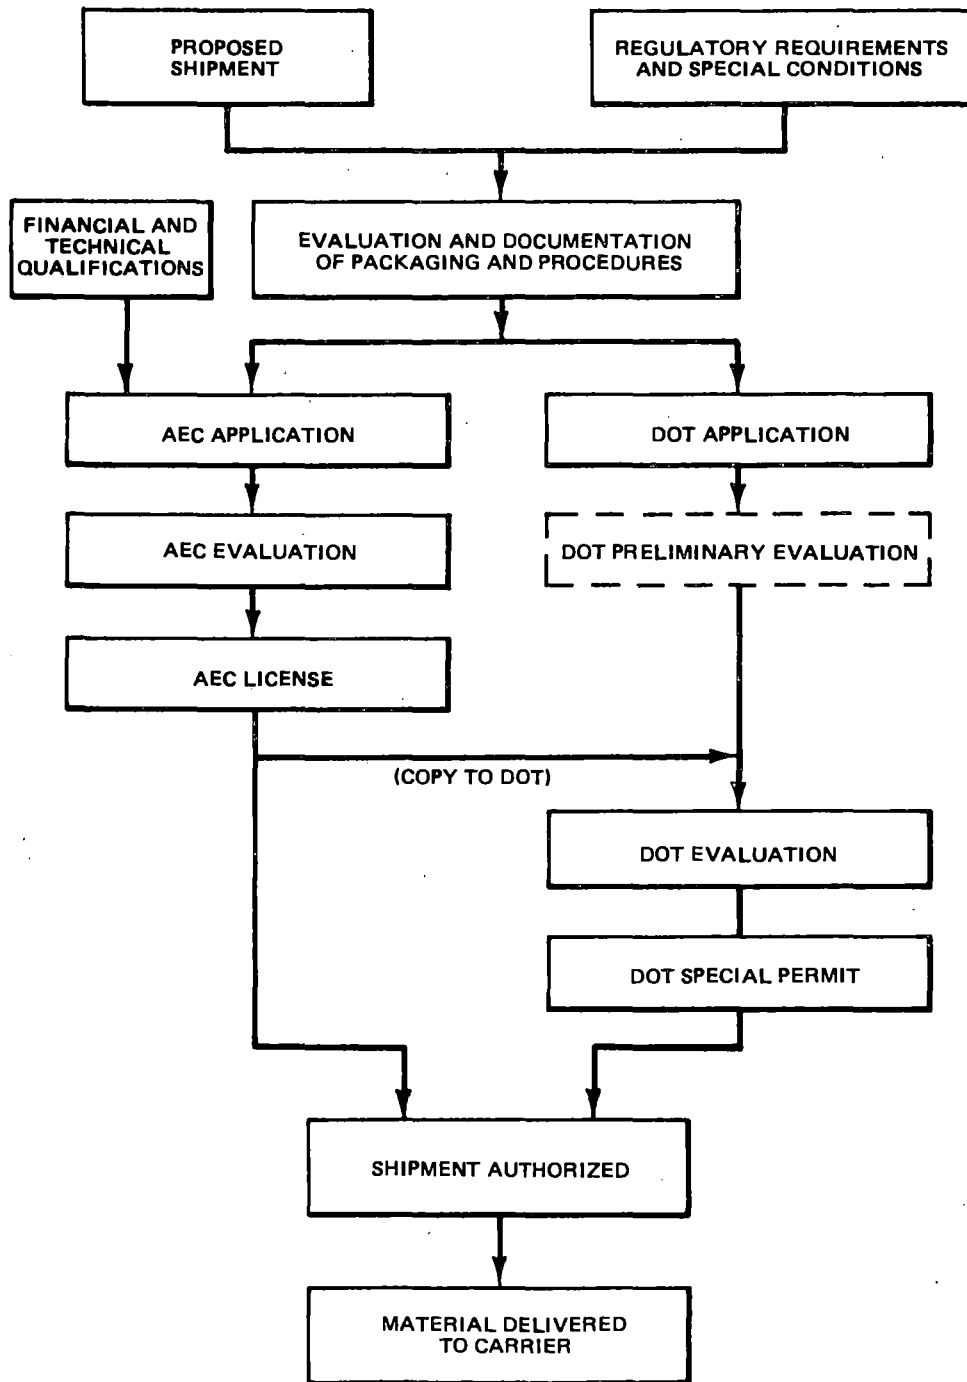 PROPOSED
SHIPMENT
REGULATORY REQUIREMENTS
AND SPECIAL CONDITIONS
FINANCIAL AND
TECHNICAL
QUALIFICATIONS
EVALUATION AND DOCUMENTATION
OF PACKAGING AND PROCEDURES
AEC APPLICATION
DOT APPLICATION
AEC EVALUATION
DOT PRELIMINARY EVALUATION
AEC LICENSE
(COPY TO DOT)
DOT EVALUATION
DOT SPECIAL PERMIT
SHIPMENT AUTHORIZED
MATERIAL DELIVERED
TO CARRIER